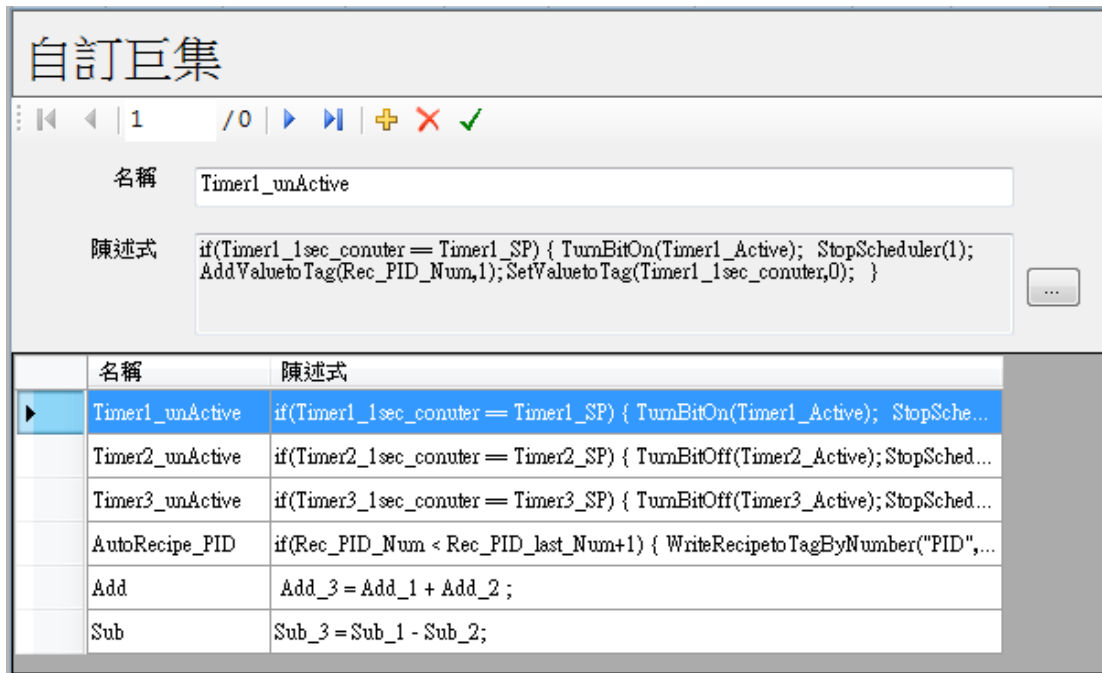 自訂巨集
1 /0
名稱 Timer1_unActive
陳述式 if(Timer1_1sec_conuter == Timer1_SP) { TurnBitOn(Timer1_Active);  StopScheduler(1);
AddValuetoTag(Rec_PID_Num,1);SetValuetoTag(Timer1_1sec_conuter,0);  }
...
名稱 陳述式
Timer1_unActive if(Timer1_1sec_conuter == Timer1_SP) { TurnBitOn(Timer1_Active);  StopSche...
Timer2_unActive if(Timer2_1sec_conuter == Timer2_SP) { TurnBitOff(Timer2_Active);StopSched...
Timer3_unActive if(Timer3_1sec_conuter == Timer3_SP) { TurnBitOff(Timer3_Active);StopSched...
AutoRecipe_PID if(Rec_PID_Num < Rec_PID_last_Num+1) { WriteRecipetoTagByNumber("PID",...
Add Add_3 = Add_1 + Add_2 ;
Sub Sub_3 = Sub_1 - Sub_2;